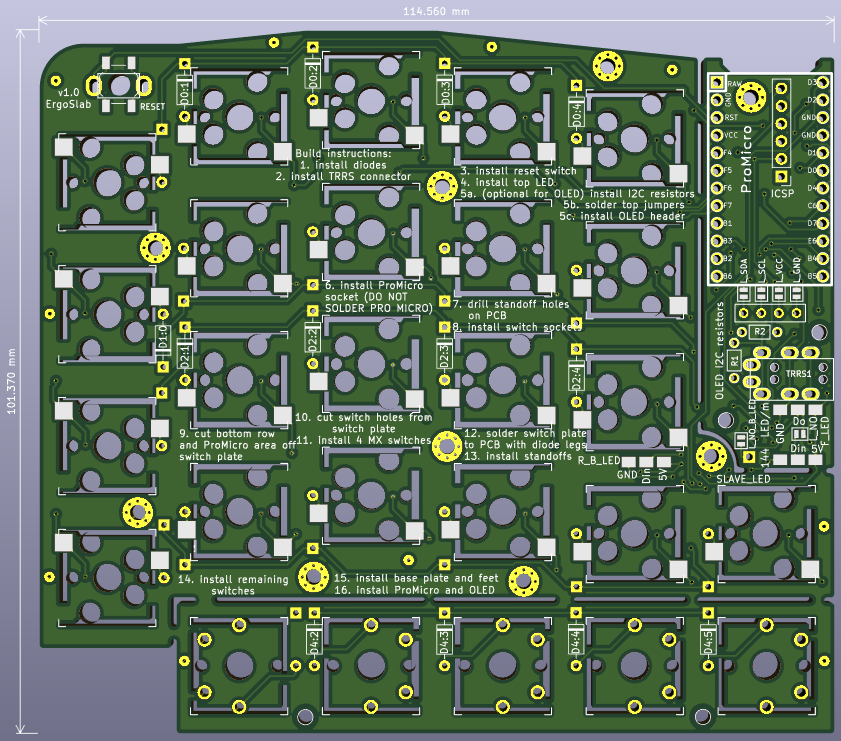 114.560 mm
101.370 mm
v1.0
ErgoSlab
RESET
D0:1
D0:2
D0:3
D0:4
Build instructions:
1. install diodes
2. install TRRS connector
3. install reset switch
4. install top LED
5a. (optional for OLED) install I2C resistors
5b. solder top jumpers
5c. install OLED header
RAW
GND
RST
VCC
F4
F5
F6
F7
B1
B3
B2
B6
ProMicro
ICSP
D3
D2
GND
GND
D1
D0
D4
C6
D7
E6
B4
B5
6. install ProMicro
socket (DO NOT
SOLDER PRO MICRO)
7. drill standoff holes
on PCB
8. install switch sockets
J_SDA
J_SCL
J_VCC
J_GND
OLED I2C resistors
R2
R1
TRRS1
D1:0
D2:1
D2:2
D2:3
D2:4
9. cut bottom row
and ProMicro area off
switch plate
10. cut switch holes from
switch plate
11. install 4 MX switches
12. solder switch plate
to PCB with diode legs
13. install standoffs
R_B_LED
GND
Din
5V
LED/m
GND
Do
Din
5V
144
SLAVE_LED
14. install remaining
switches
15. install base plate and feet
16. install ProMicro and OLED
D4:2
D4:3
D4:4
D4:5